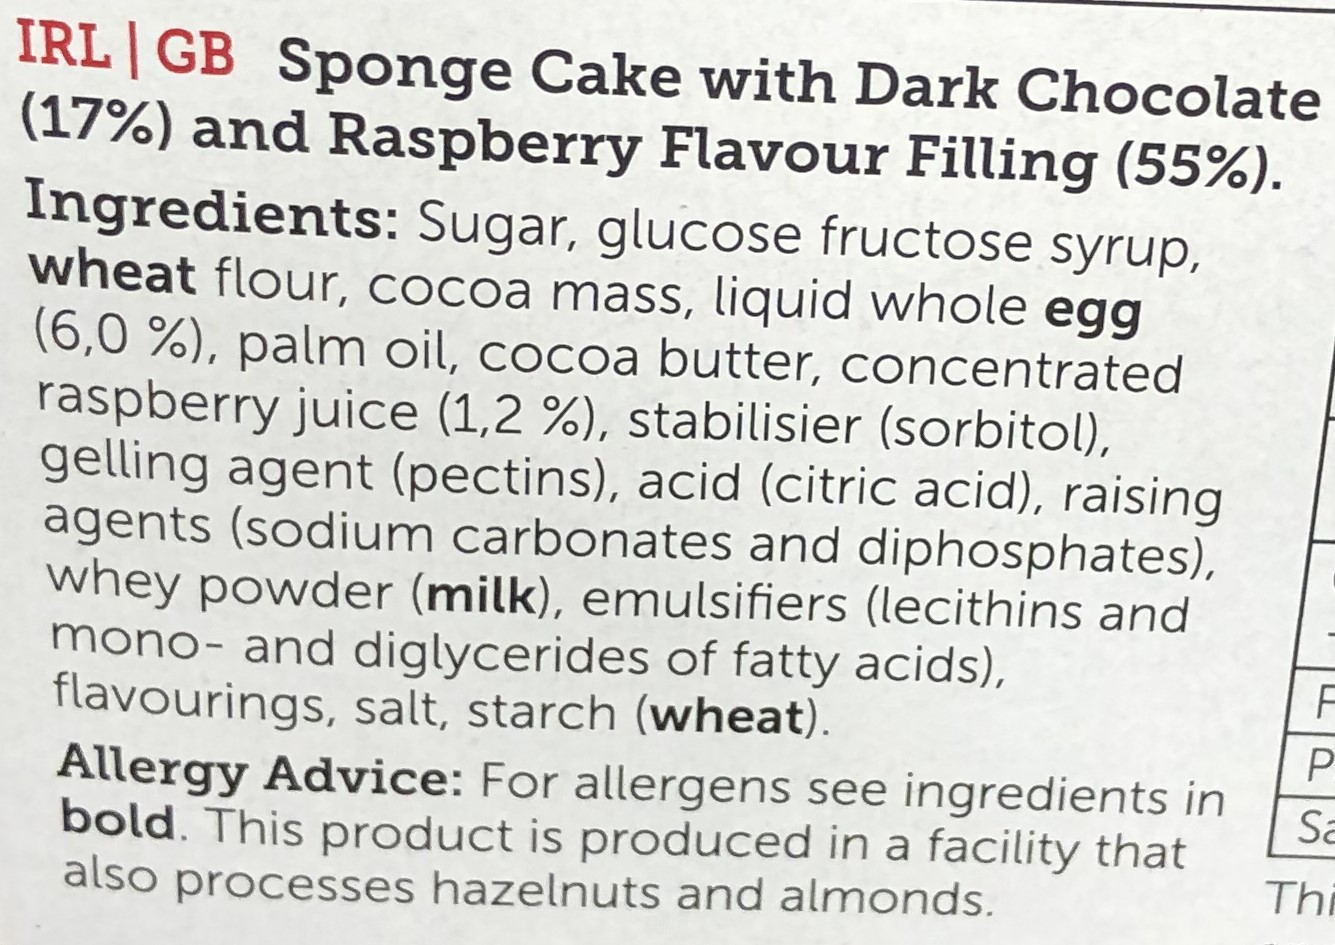 IRL | GB Sponge Cake with Dark Chocolate
(17%) and Raspberry Flavour Filling (55%).
Ingredients: Sugar, glucose fructose syrup,
wheat flour, cocoa mass, liquid whole egg
(6,0 %), palm oil, cocoa butter, concentrated
raspberry juice (1,2 %), stabilisier (sorbitol),
gelling agent (pectins), acid (citric acid), raising
agents (sodium carbonates and diphosphates),
whey powder (milk), emulsifiers (lecithins and
mono- and diglycerides of fatty acids),
flavourings, salt, starch (wheat).
Allergy Advice: For allergens see ingredients in
bold. This product is produced in a facility that
also processes hazelnuts and almonds.